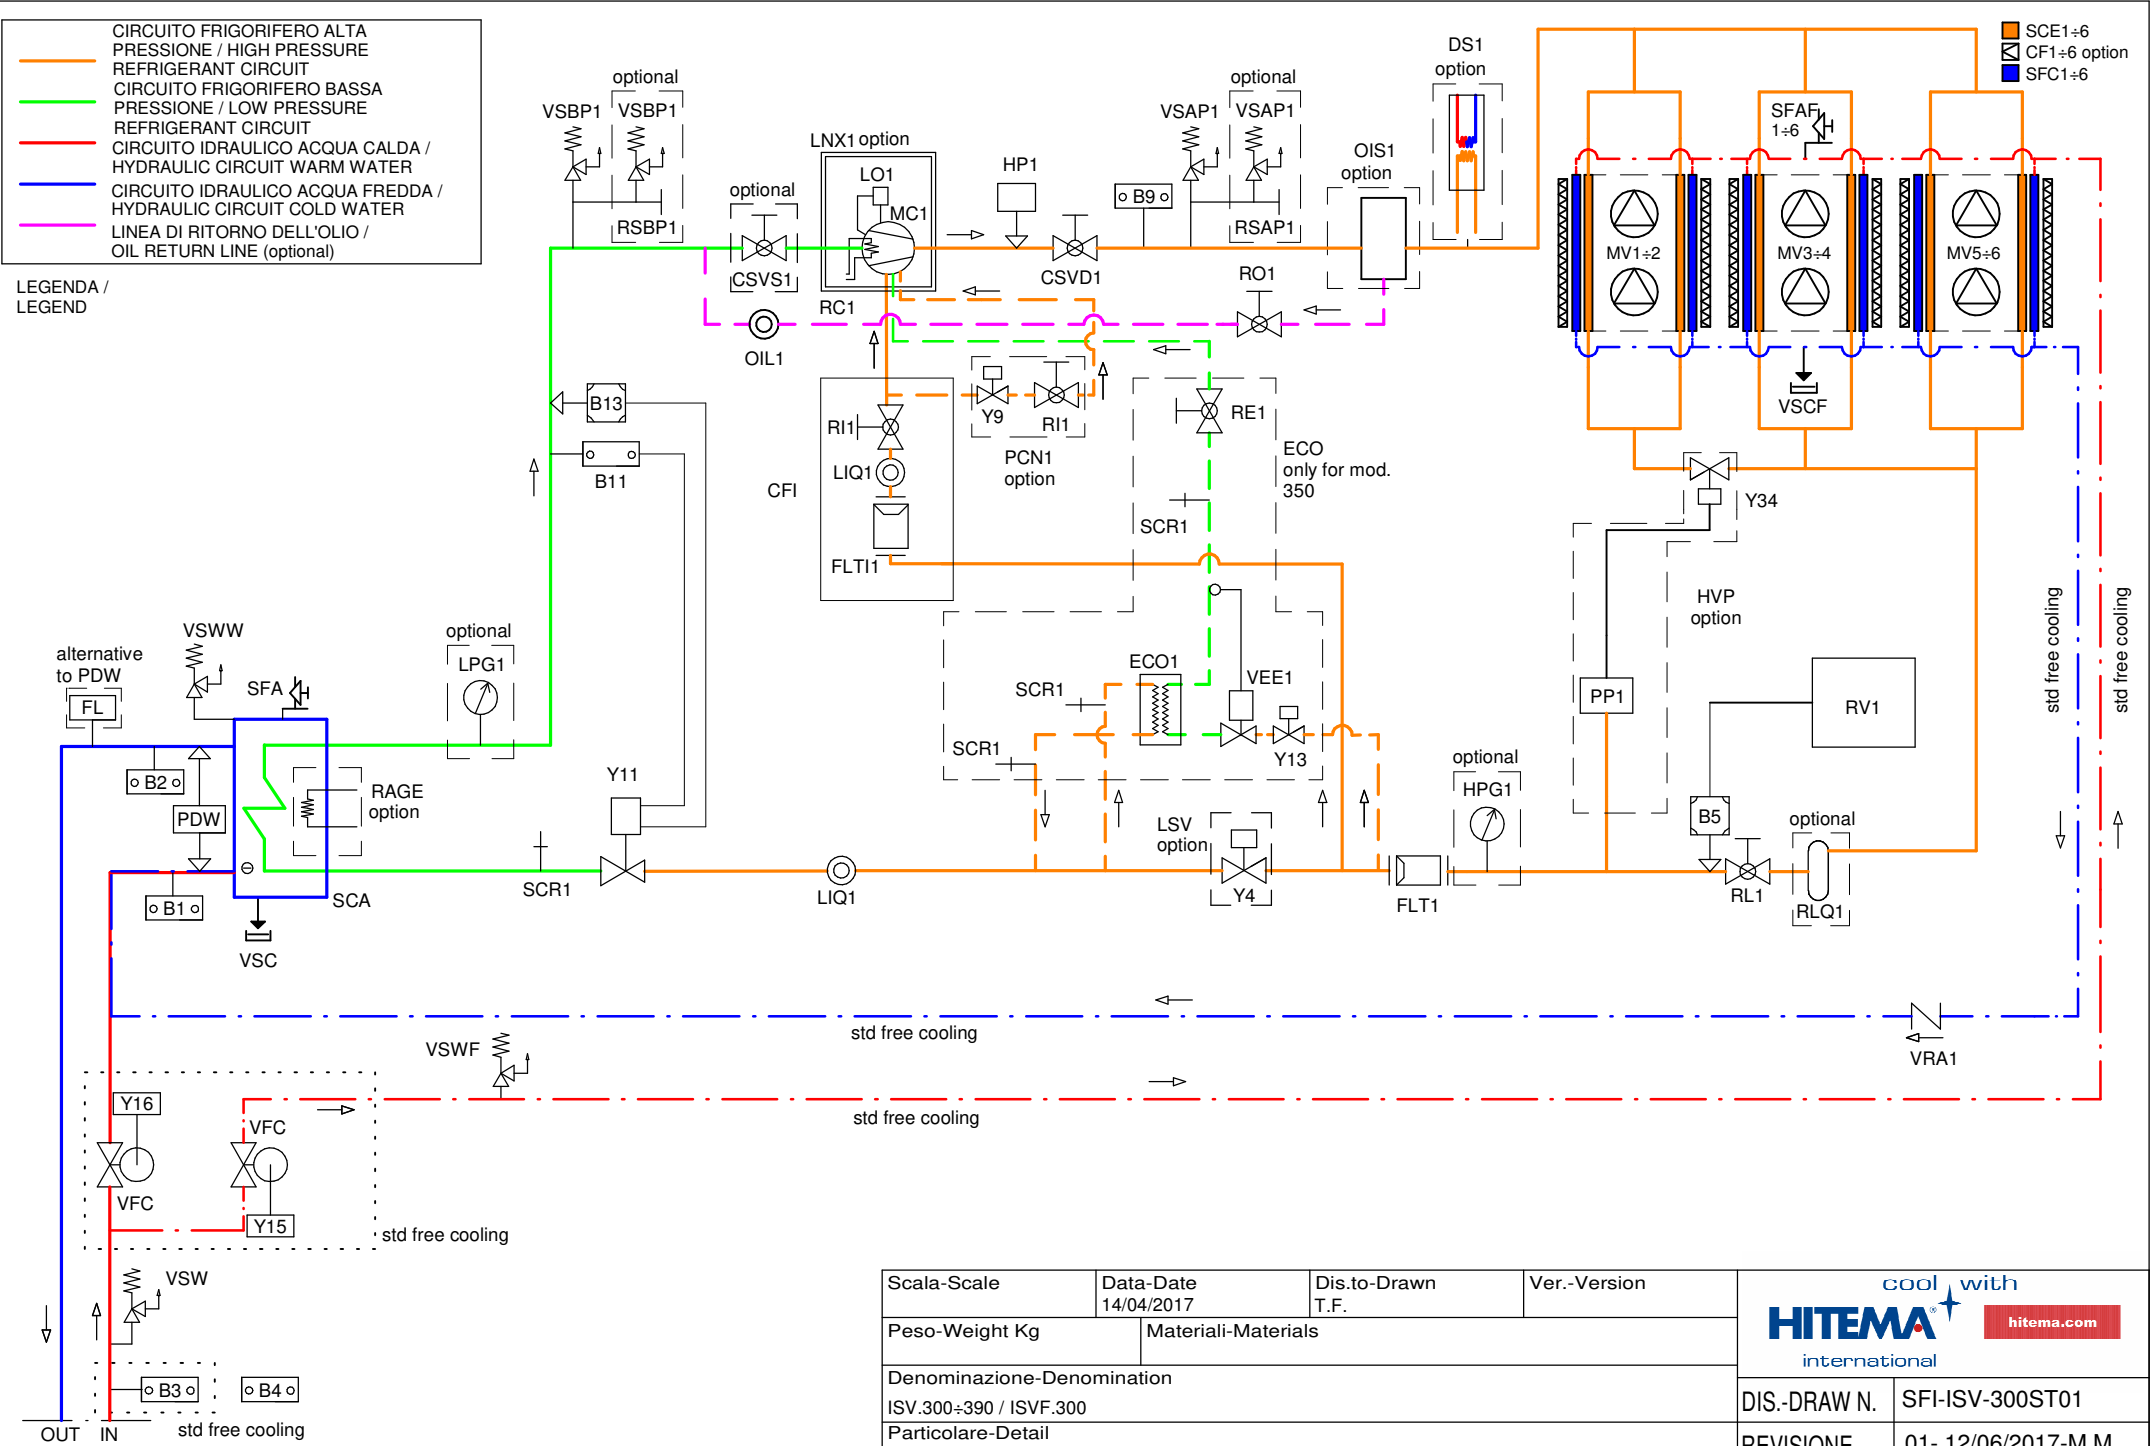 CIRCUITO FRIGORIFERO ALTA
PRESSIONE / HIGH PRESSURE
REFRIGERANT CIRCUIT
CIRCUITO FRIGORIFERO BASSA
PRESSIONE / LOW PRESSURE
REFRIGERANT CIRCUIT
CIRCUITO IDRAULICO ACQUA CALDA /
HYDRAULIC CIRCUIT WARM WATER
CIRCUITO IDRAULICO ACQUA FREDDA /
HYDRAULIC CIRCUIT COLD WATER
LINEA DI RITORNO DELL'OLIO /
OIL RETURN LINE (optional)
LEGENDA /
LEGEND
optional
VSBP1
VSBP1
RSBP1
optional
CSVS1
LNX1 option
LO1
MC1
RC1
HP1
CSVD1
B9
VSAP1
optional
VSAP1
RSAP1
OIS1
option
DS1
option
SCE1÷6
CF1÷6 option
SFC1÷6
SFAF
1÷6
MV1÷2
MV3÷4
MV5÷6
VSCF
OIL1
RO1
B13
B11
RI1
LIQ1
CFI
FLTI1
Y9
RI1
PCN1
option
RE1
ECO
only for mod.
350
SCR1
Y34
HVP
option
PP1
RV1
std free cooling
std free cooling
alternative
to PDW
FL
VSWW
SFA
optional
LPG1
B2
PDW
RAGE
option
B1
SCA
VSC
Y11
SCR1
LIQ1
ECO1
VEE1
SCR1
SCR1
Y13
LSV
option
Y4
FLT1
optional
HPG1
B5
RL1
optional
RLQ1
std free cooling
VRA1
VSWF
std free cooling
Y16
VFC
VFC
Y15
std free cooling
VSW
B3
B4
std free cooling
OUT
IN
Scala-Scale
Data-Date
14/04/2017
Dis.to-Drawn
T.F.
Ver.-Version
Peso-Weight Kg
Materiali-Materials
Denominazione-Denomination
ISV.300÷390 / ISVF.300
Particolare-Detail
cool with
HITEMA®
international
hitema.com
DIS.-DRAW N.
SFI-ISV-300ST01
REVISIONE
01- 12/06/2017-M.M.